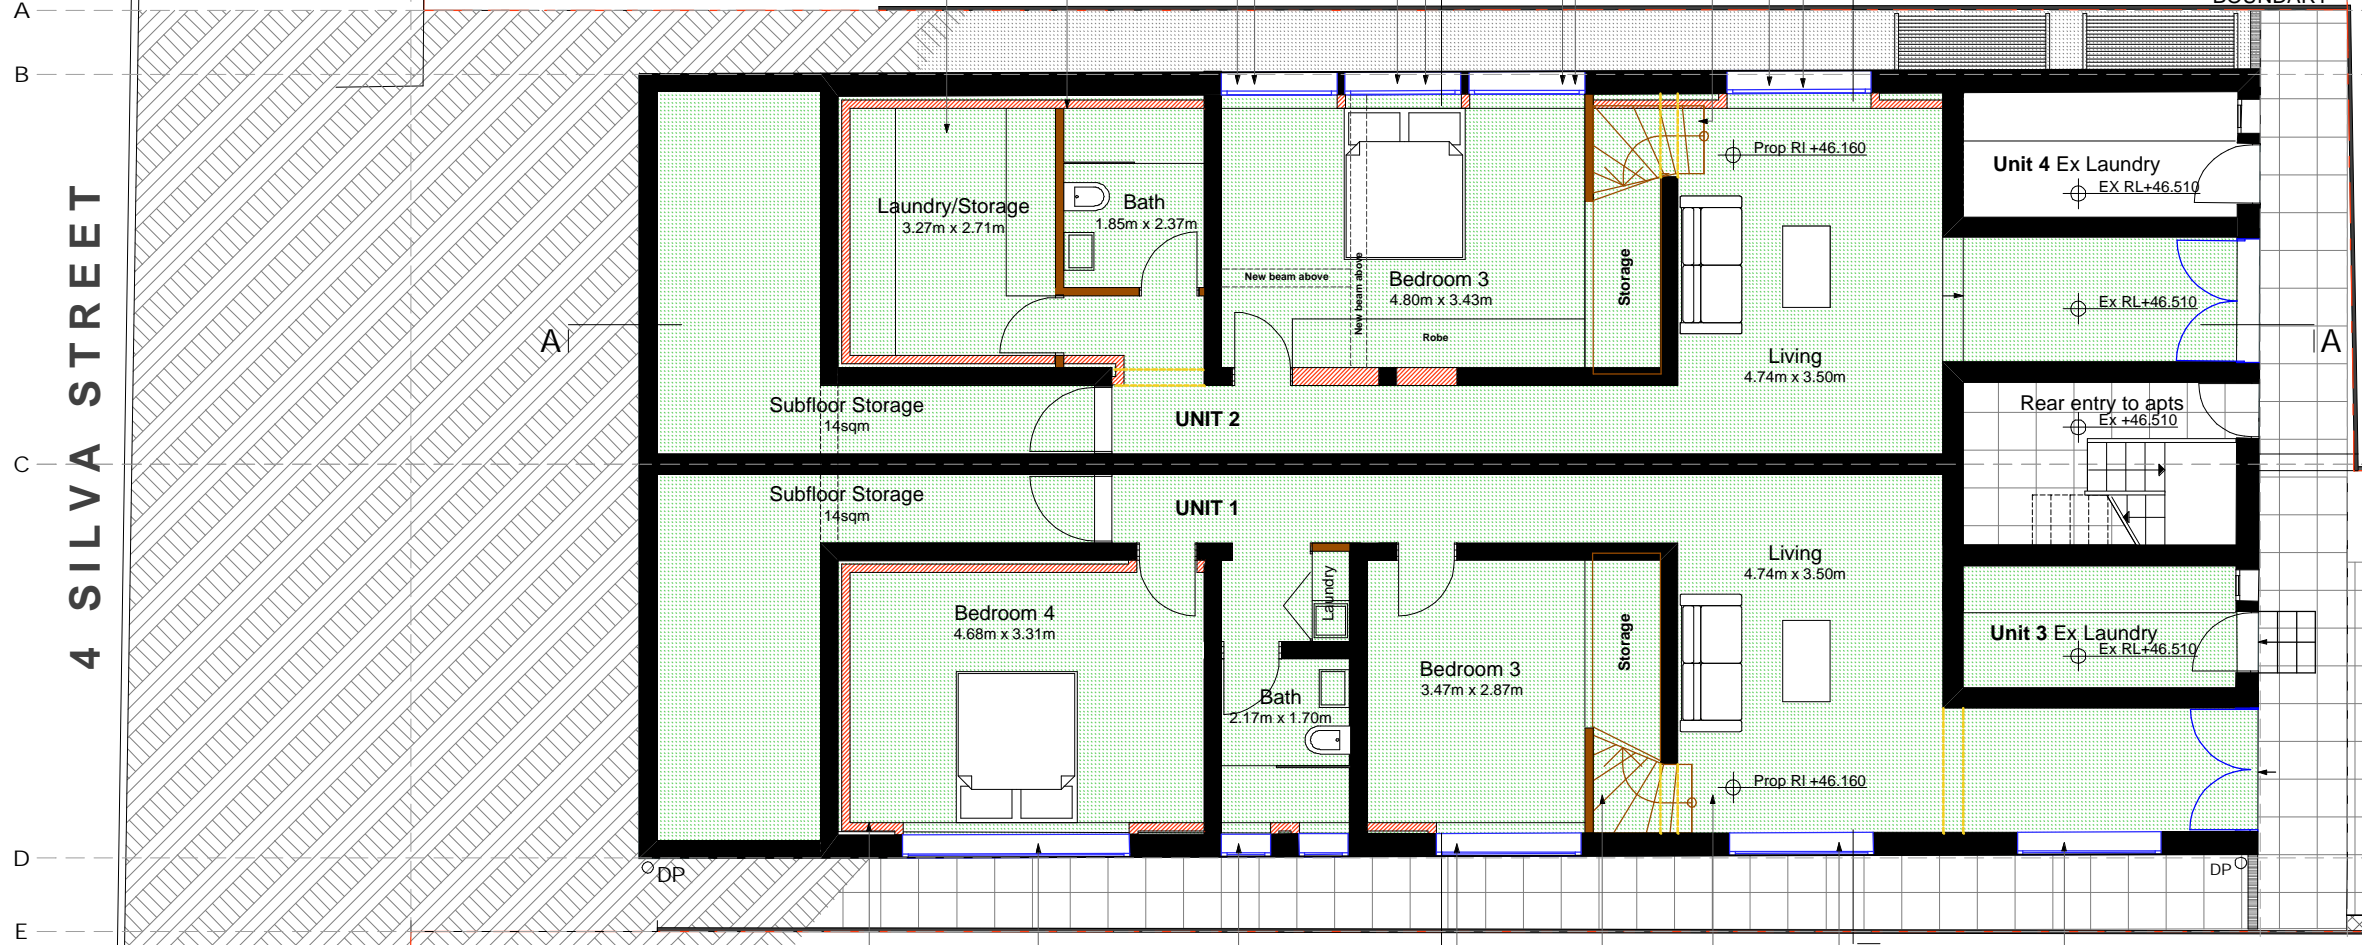 A
BOUNDARY
B
Unit 4 Ex Laundry
EX RL+46.510
Prop Rl +46.160
Laundry/Storage
3.27m x 2.71m
Bath
1.85m x 2.37m
New beam above
New beam above
Bedroom 3
4.80m x 3.43m
Storage
Robe
Ex RL+46.510
A
A
Living
4.74m x 3.50m
Subfloor Storage
14sqm
UNIT 2
Rear entry to apts
Ex +46.510
C
4 SILVA STREET
Subfloor Storage
14sqm
UNIT 1
Living
4.74m x 3.50m
Laundry
Bedroom 4
4.68m x 3.31m
Storage
Unit 3 Ex Laundry
Ex RL+46.510
Bedroom 3
3.47m x 2.87m
Bath
2.17m x 1.70m
Prop Rl +46.160
D
DP
DP
E